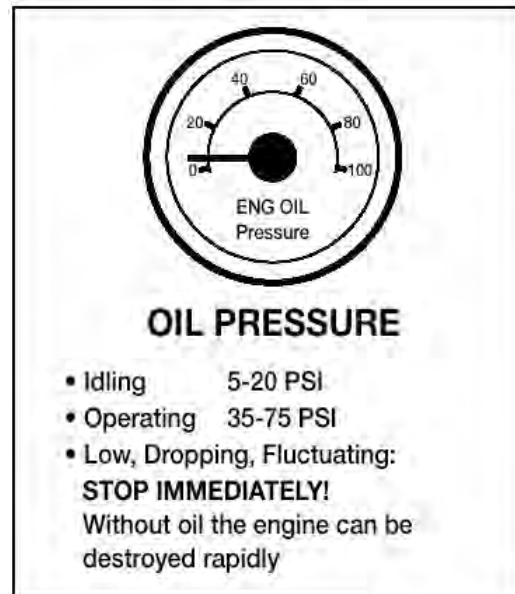 40 60
20 80
0 100
ENG OIL
Pressure
OIL PRESSURE
• Idling 5-20 PSI
• Operating 35-75 PSI
• Low, Dropping, Fluctuating:
STOP IMMEDIATELY!
Without oil the engine can be
destroyed rapidly